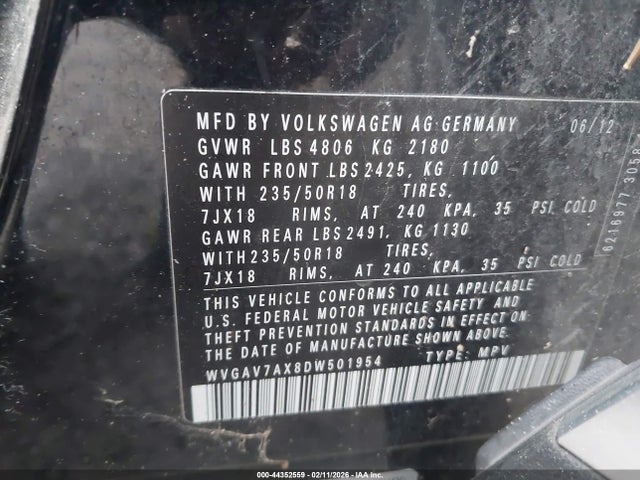 MFD BY VOLKSWAGEN AG GERMANY 06/12
GVWR LBS 4806 KG 2180
GAWR FRONT LBS 2425, KG 1100
WITH 235/50R18 TIRES,
7JX18 RIMS, AT 240 KPA, 35 PSI COLD
GAWR REAR LBS 2491, KG 1130
WITH 235/50R18 TIRES,
7JX18 RIMS, AT 240 KPA, 35 PSI COLD
THIS VEHICLE CONFORMS TO ALL APPLICABLE
U.S. FEDERAL MOTOR VEHICLE SAFETY AND
THEFT PREVENTION STANDARDS IN EFFECT ON
THE DATE OF MANUFACTURE SHOWN ABOVE.
WVGAV7AX8DW501954 TYPE: MPV
6216977.3058
000-44352559 - 02/11/2026 - IAA Inc.